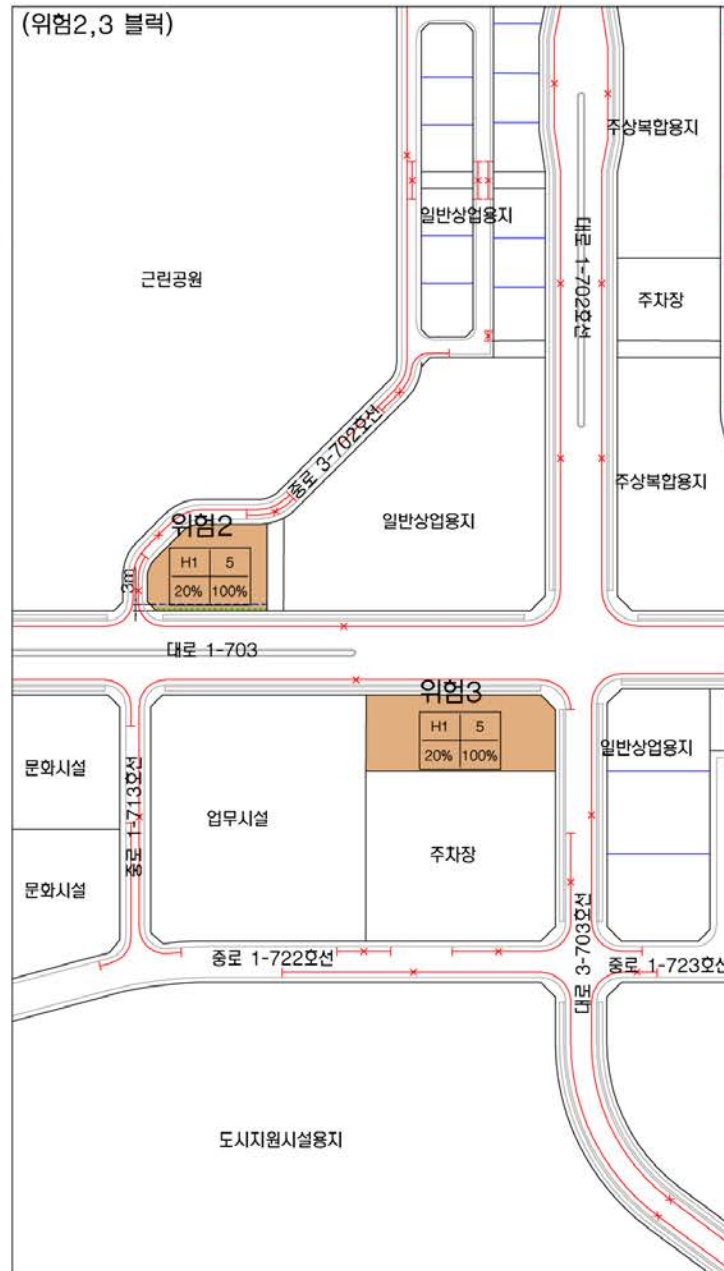 (위험2,3 블럭)
주상복합용지
일반상업용지
대로 1-702호선
근린공원
주차장
중로 3-702호선
주상복합용지
일반상업용지
위험2
H1 5
20% 100%
3m
대로 1-703
위험3
H1 5
20% 100%
일반상업용지
문화시설
중로 1-713호선
업무시설
주차장
문화시설
대로 3-703호선
중로 1-722호선
중로 1-723호선
도시지원시설용지